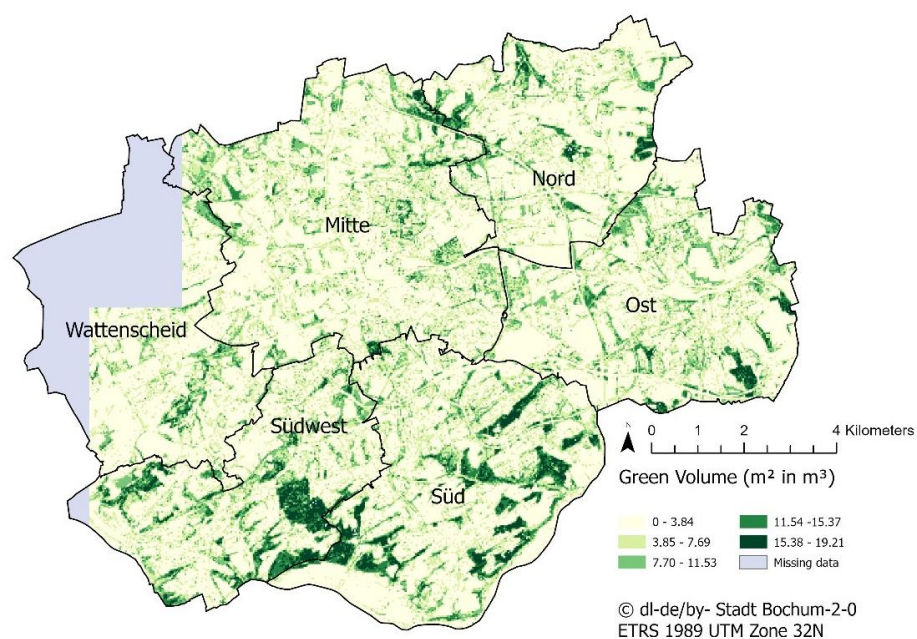 Nord
Mitte
Ost
Wattenscheid
Südwest
Süd
N
0 1 2 4 Kilometers
Green Volume (m² in m³)
0 - 3.84
3.85 - 7.69
7.70 - 11.53
11.54 -15.37
15.38 - 19.21
Missing data
© dl-de/by- Stadt Bochum-2-0
ETRS 1989 UTM Zone 32N